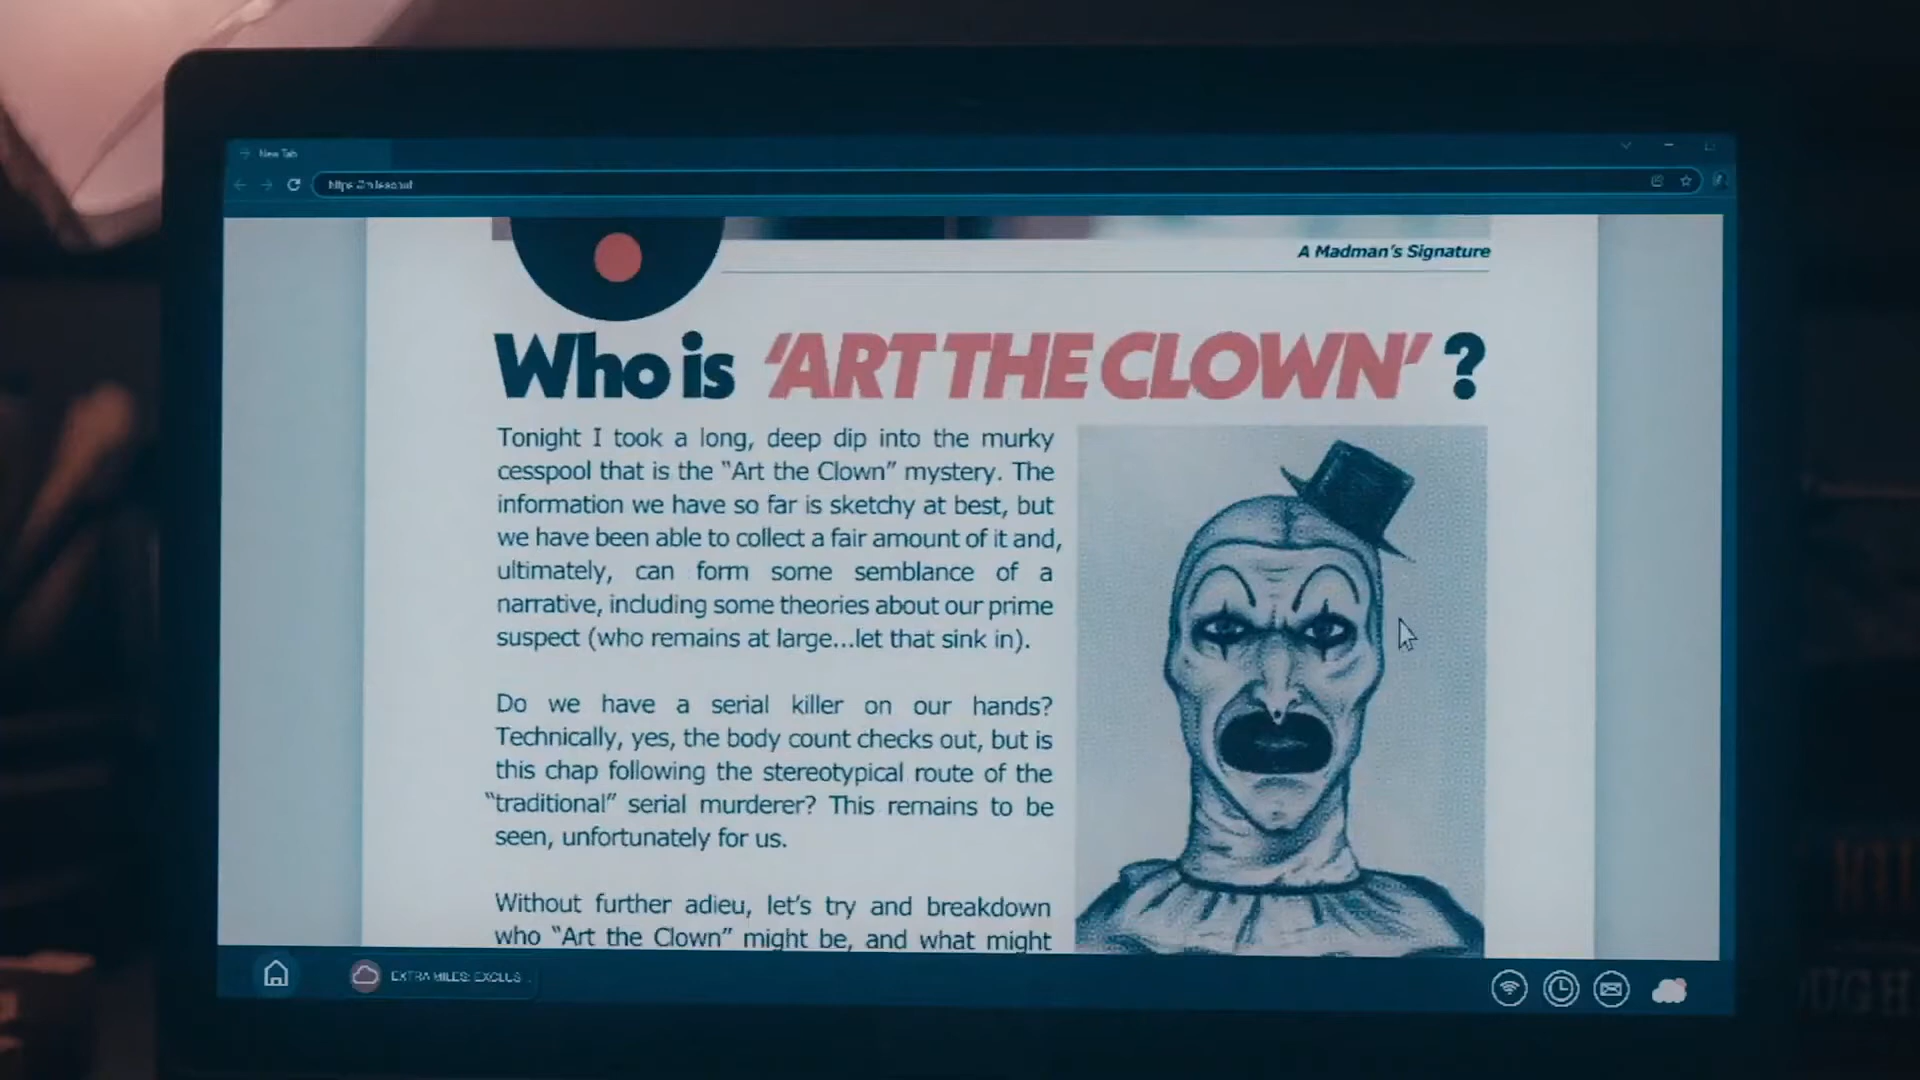 New Tab
A Madman's Signature
Who is 'ART THE CLOWN' ?
Tonight I took a long, deep dip into the murky
cesspool that is the “Art the Clown” mystery. The
information we have so far is sketchy at best, but
we have been able to collect a fair amount of it and,
ultimately, can form some semblance of a
narrative, including some theories about our prime
suspect (who remains at large...let that sink in).
Do we have a serial killer on our hands?
Technically, yes, the body count checks out, but is
this chap following the stereotypical route of the
“traditional” serial murderer? This remains to be
seen, unfortunately for us.
Without further adieu, let's try and breakdown
who “Art the Clown” might be, and what might
EXTRA MILES: EXCLUS...